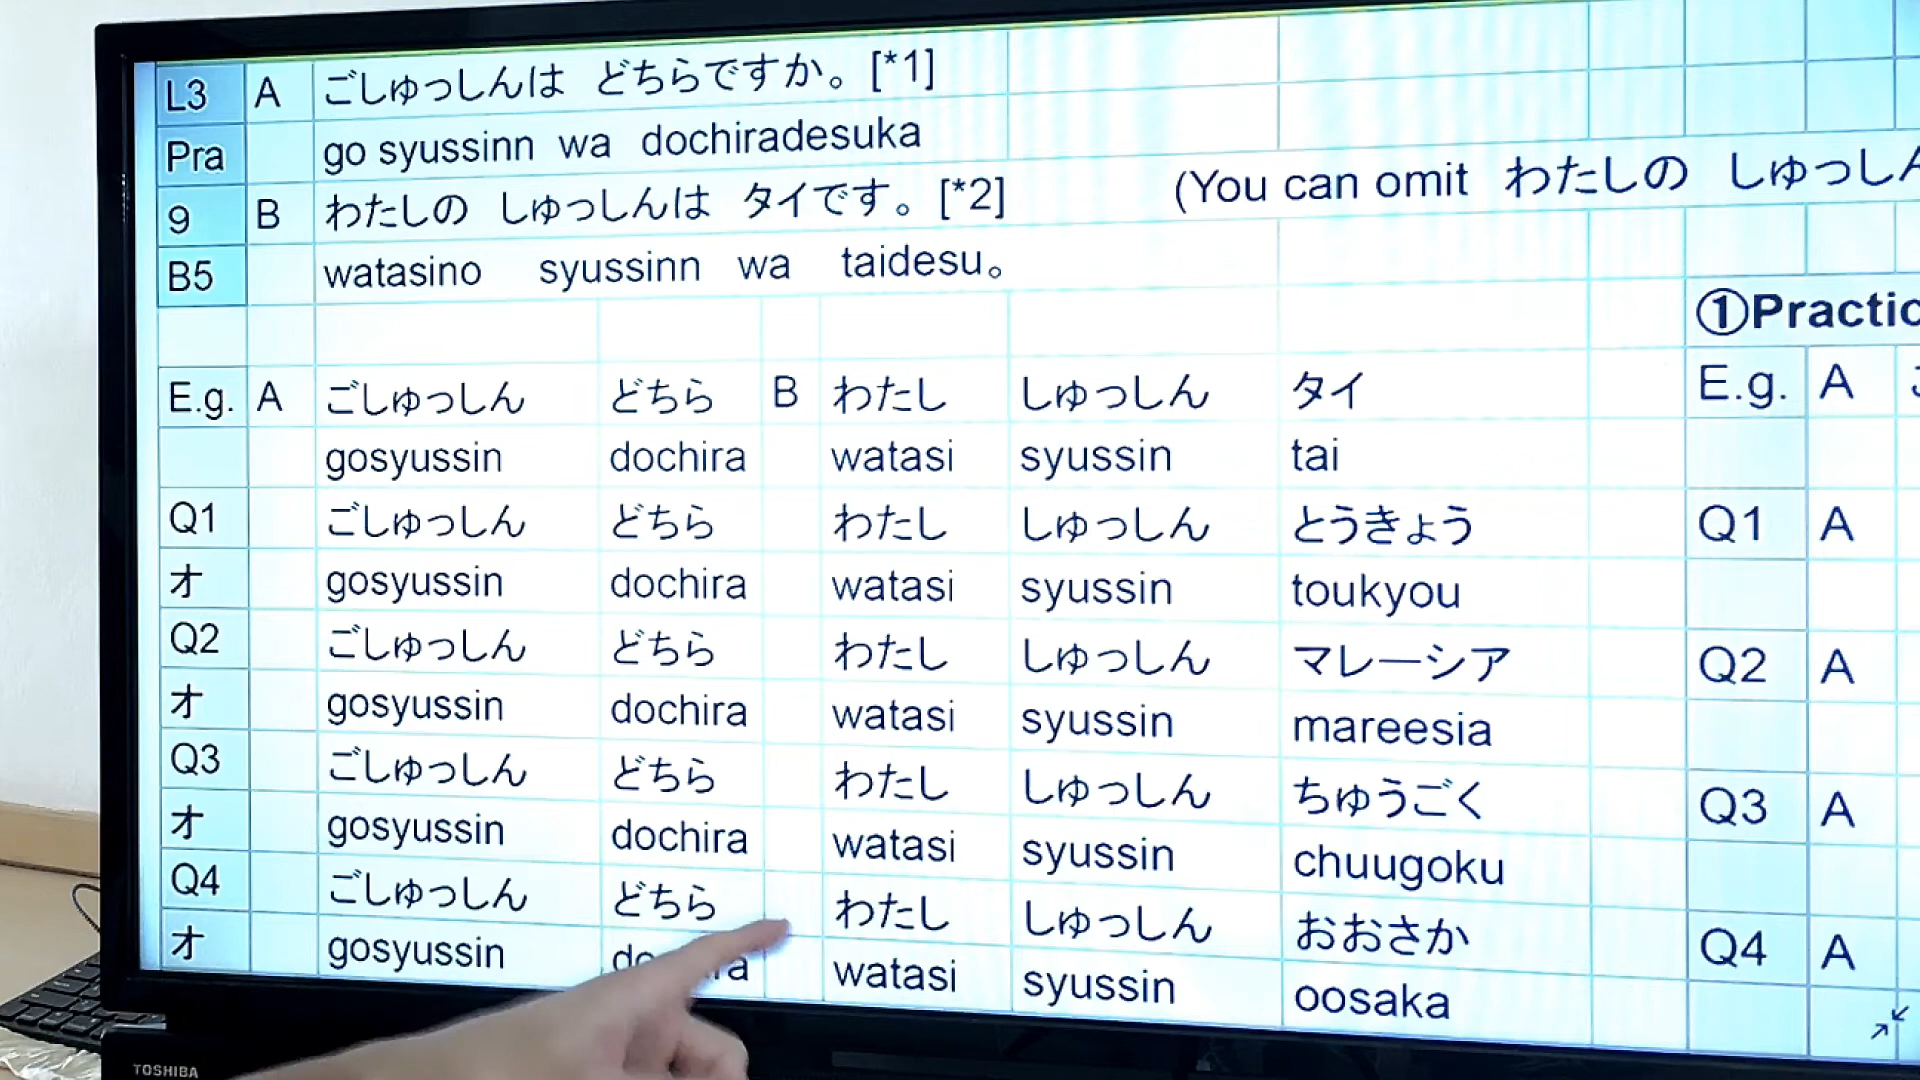 L3 A ごしゅっしんは どちらですか。[*1]
Pra go syussinn wa dochiradesuka
9 B わたしの しゅっしんは タイです。[*2] (You can omit わたしの しゅっし
B5 watasino syussinn wa taidesu。
①Practic
E.g. A ごしゅっしん どちら B わたし しゅっしん タイ E.g. A
gosyussin dochira watasi syussin tai
Q1 ごしゅっしん どちら わたし しゅっしん とうきょう Q1 A
オ gosyussin dochira watasi syussin toukyou
Q2 ごしゅっしん どちら わたし しゅっしん マレーシア Q2 A
オ gosyussin dochira watasi syussin mareesia
Q3 ごしゅっしん どちら わたし しゅっしん ちゅうごく Q3 A
オ gosyussin dochira watasi syussin chuugoku
Q4 ごしゅっしん どちら わたし しゅっしん おおさか Q4 A
オ gosyussin watasi syussin oosaka
TOSHIBA